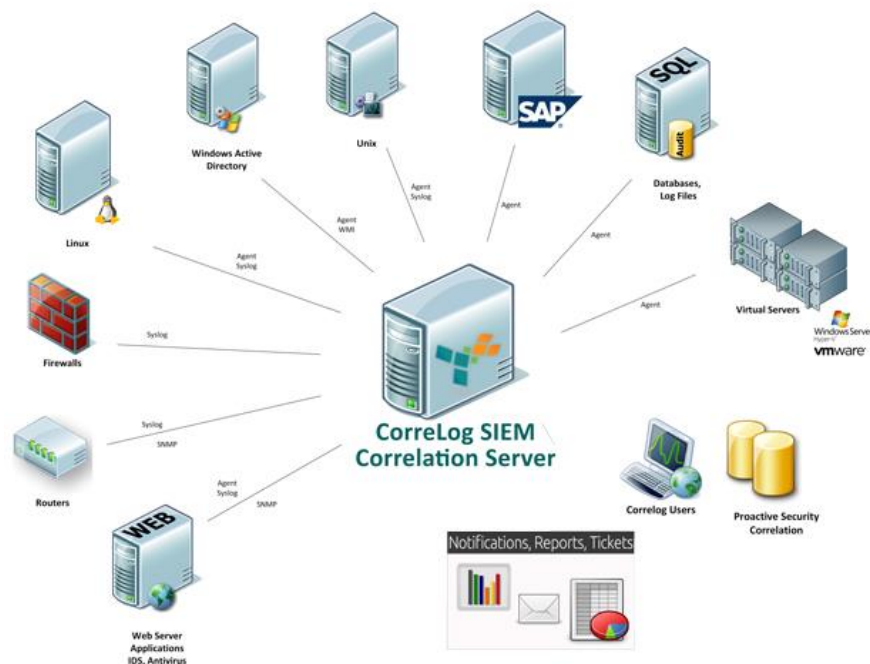 SQL
Audit
SAP
®
Windows Active
Directory
Unix
Databases,
Log Files
Linux
Agent
Syslog
Agent
WMI
Agent
Syslog
Agent
Agent
Agent
Virtual Servers
Windows Server
Hyper-V
vmware
Firewalls
Syslog
CorreLog SIEM
Correlation Server
Routers
Syslog
SNMP
Agent
Syslog
SNMP
WEB
Web Server
Applications
IDS, Antivirus
Correlog Users
Proactive Security
Correlation
Notifications, Reports, Tickets